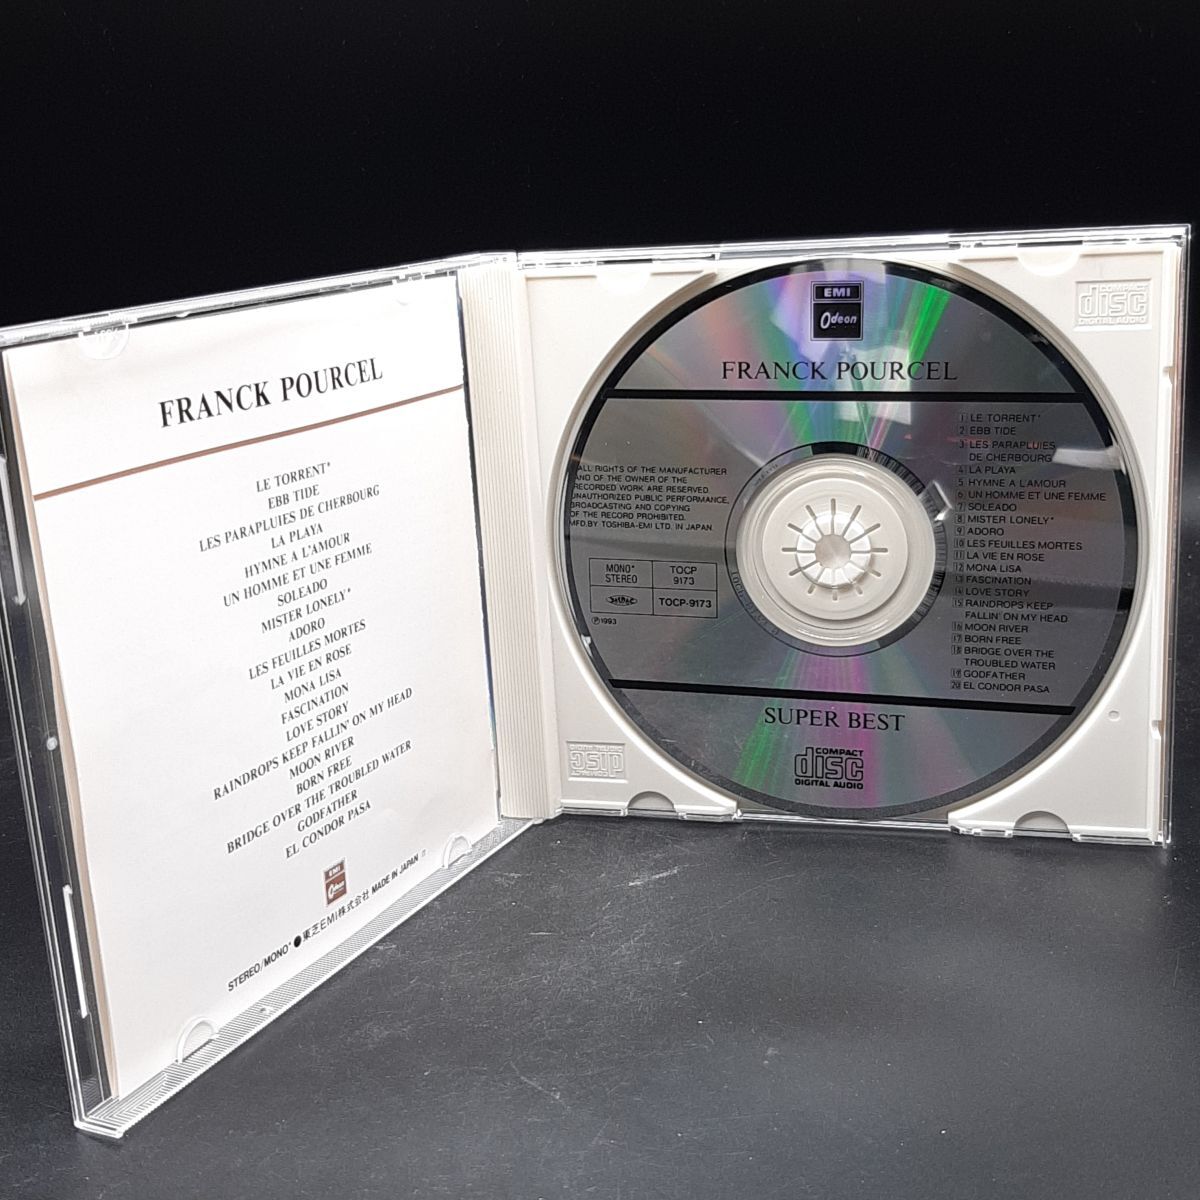 FRANCK POURCEL
LE TORRENT*
EBB TIDE
LES PARAPLUIES DE CHERBOURG
LA PLAYA
HYMNE A L'AMOUR
UN HOMME ET UNE FEMME
SOLEADO
MISTER LONELY*
ADORO
LES FEUILLES MORTES
LA VIE EN ROSE
MONA LISA
FASCINATION
LOVE STORY
RAINDROPS KEEP FALLIN' ON MY HEAD
MOON RIVER
BORN FREE
BRIDGE OVER THE TROUBLED WATER
GODFATHER
EL CONDOR PASA
EMI
Odeon
STEREO/MONO* ●東芝EMI株式会社 MADE IN JAPAN
EMI
Odeon
FRANCK POURCEL
1 LE TORRENT*
2 EBB TIDE
3 LES PARAPLUIES
DE CHERBOURG
4 LA PLAYA
5 HYMNE A L'AMOUR
6 UN HOMME ET UNE FEMME
7 SOLEADO
8 MISTER LONELY*
9 ADORO
10 LES FEUILLES MORTES
11 LA VIE EN ROSE
12 MONA LISA
13 FASCINATION
14 LOVE STORY
15 RAINDROPS KEEP
FALLIN' ON MY HEAD
16 MOON RIVER
17 BORN FREE
18 BRIDGE OVER THE
TROUBLED WATER
19 GODFATHER
20 EL CONDOR PASA
ALL RIGHTS OF THE MANUFACTURER
AND OF THE OWNER OF THE
RECORDED WORK ARE RESERVED.
UNAUTHORIZED PUBLIC PERFORMANCE,
BROADCASTING AND COPYING
OF THE RECORD PROHIBITED.
MFD.BY TOSHIBA-EMI LTD. IN JAPAN.
MONO*
STEREO
TOCP
9173
JASRAC
TOCP-9173
Ⓟ1993
SUPER BEST
COMPACT
disc
DIGITAL AUDIO
COMPACT
disc
DIGITAL AUDIO
COMPACT
disc
DIGITAL AUDIO